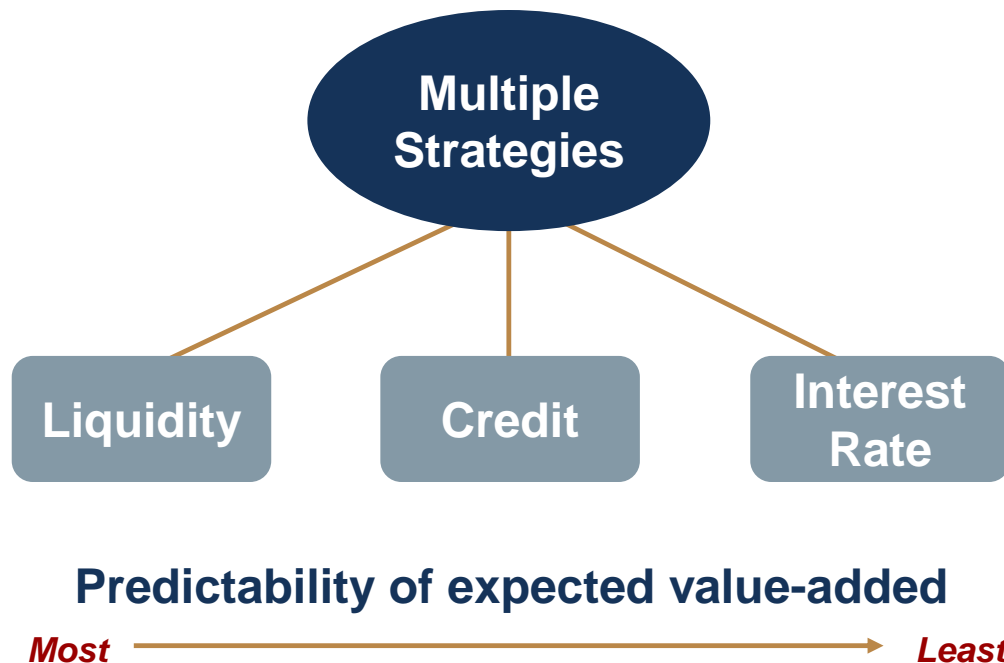 Multiple
Strategies
Liquidity
Credit
Interest
Rate
Predictability of expected value-added
Most
Least